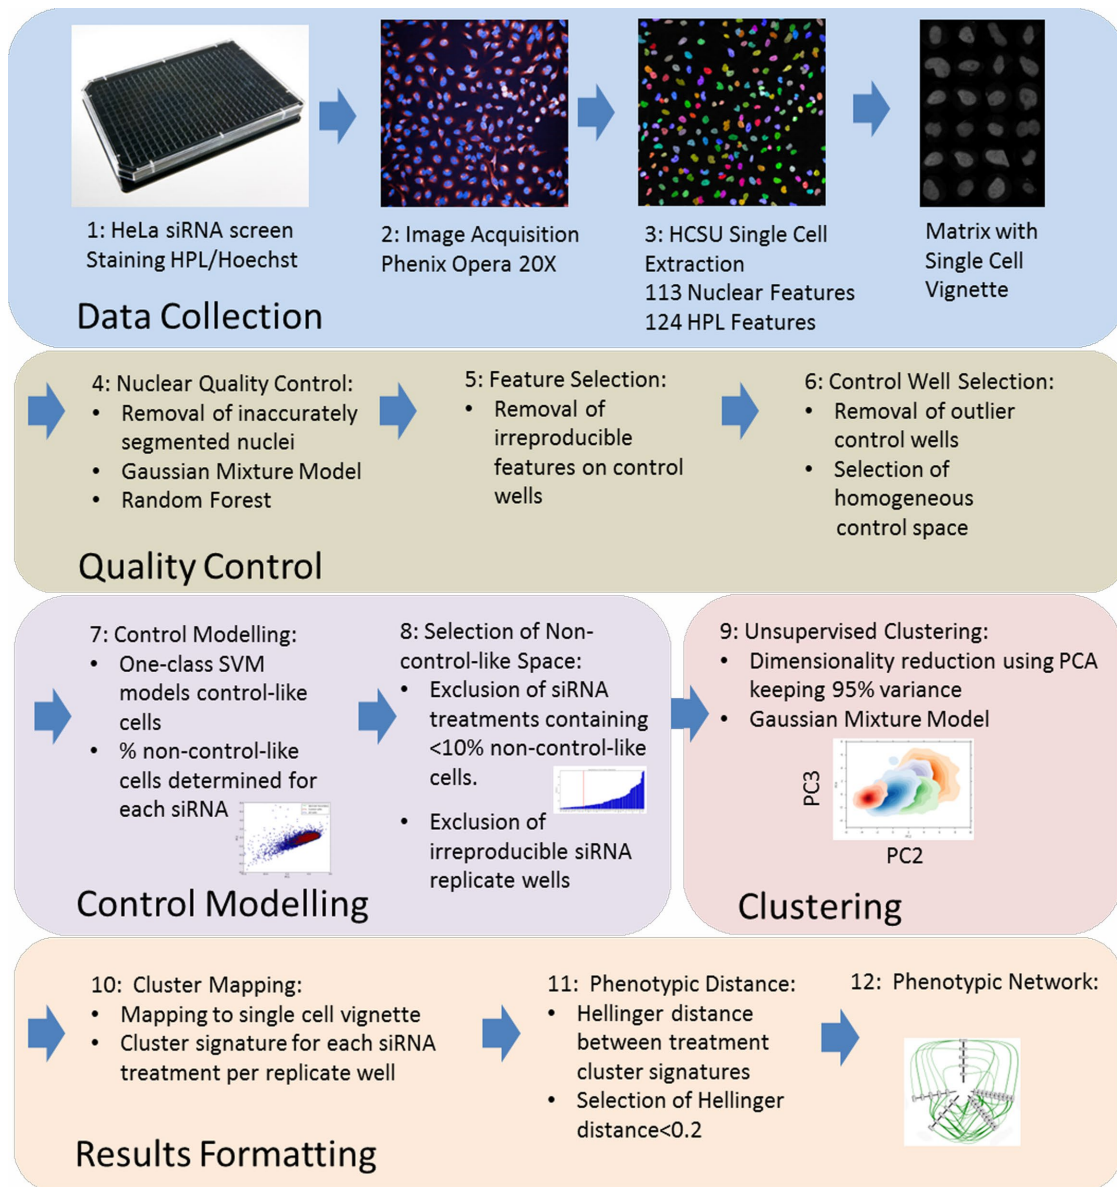 1: HeLa siRNA screen
Staining HPL/Hoechst
2: Image Acquisition
Phenix Opera 20X
3: HCSU Single Cell
Extraction
113 Nuclear Features
124 HPL Features
Matrix with
Single Cell
Vignette
Data Collection
4: Nuclear Quality Control:
• Removal of inaccurately
segmented nuclei
• Gaussian Mixture Model
• Random Forest
5: Feature Selection:
• Removal of
irreproducible
features on control
wells
6: Control Well Selection:
• Removal of outlier
control wells
• Selection of
homogeneous
control space
Quality Control
7: Control Modelling:
• One-class SVM
models control-like
cells
• % non-control-like
cells determined for
each siRNA
8: Selection of Non-
control-like Space:
• Exclusion of siRNA
treatments containing
<10% non-control-like
cells.
• Exclusion of
irreproducible siRNA
replicate wells
Control Modelling
9: Unsupervised Clustering:
• Dimensionality reduction using PCA
keeping 95% variance
• Gaussian Mixture Model
PC3
PC2
Clustering
10: Cluster Mapping:
• Mapping to single cell vignette
• Cluster signature for each siRNA
treatment per replicate well
11: Phenotypic Distance:
• Hellinger distance
between treatment
cluster signatures
• Selection of Hellinger
distance<0.2
12: Phenotypic Network:
Results Formatting